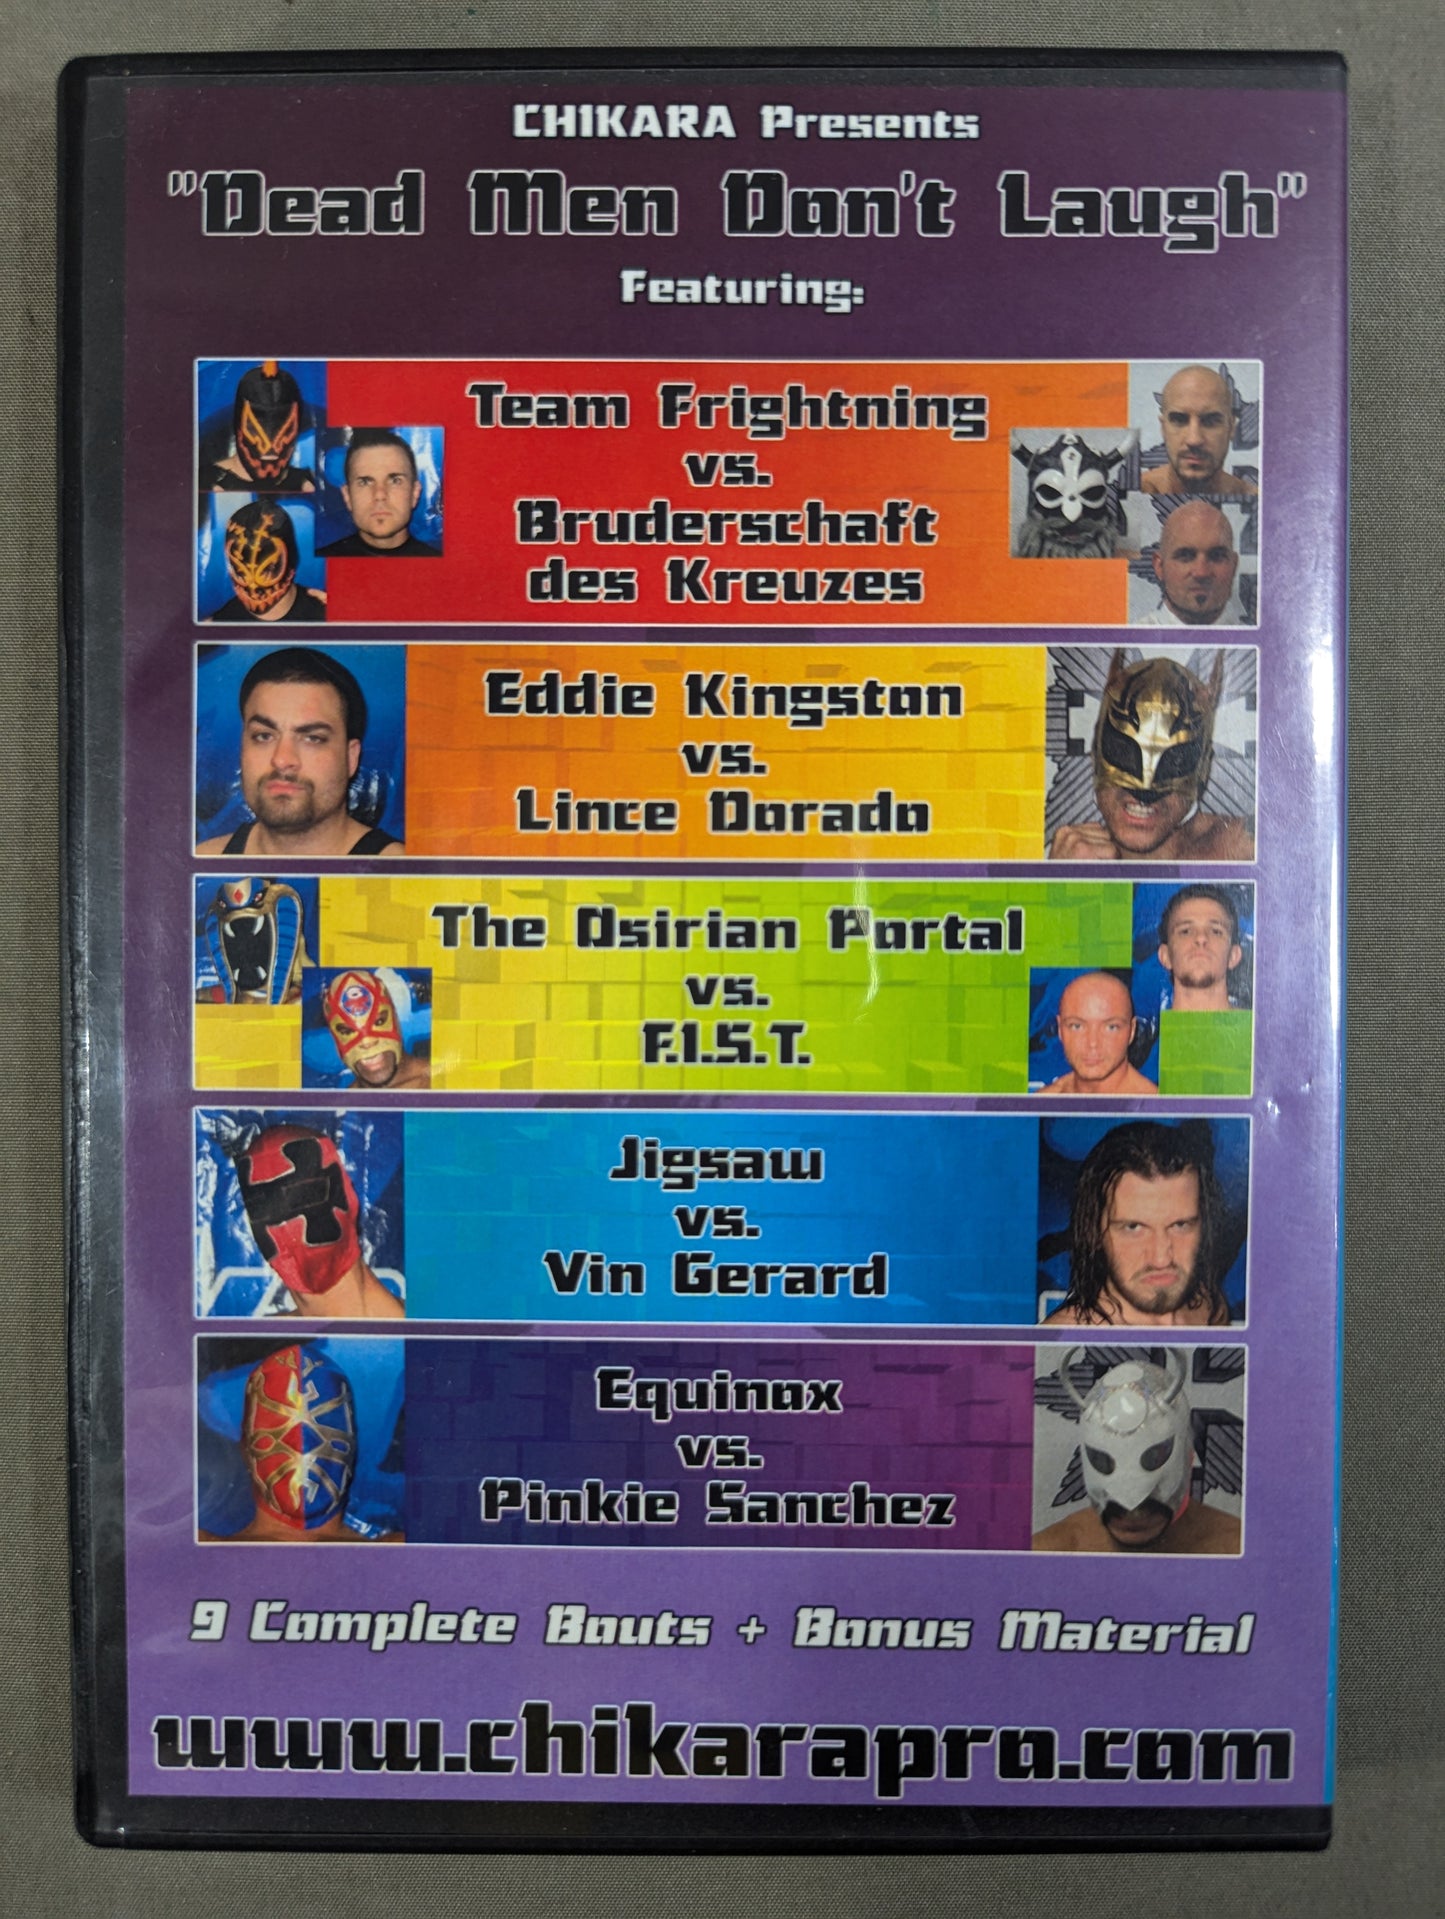 CHIKARA Presents
"Dead Men Don't Laugh"
Featuring:
Team Frightning
vs.
Bruderschaft
des Kreuzes
Eddie Kingston
vs.
Lince Dorado
The Osirian Portal
vs.
F.I.S.T.
Jigsaw
vs.
Vin Gerard
Equinox
vs.
Pinkie Sanchez
9 Complete Bouts + Bonus Material
www.chikarapro.com